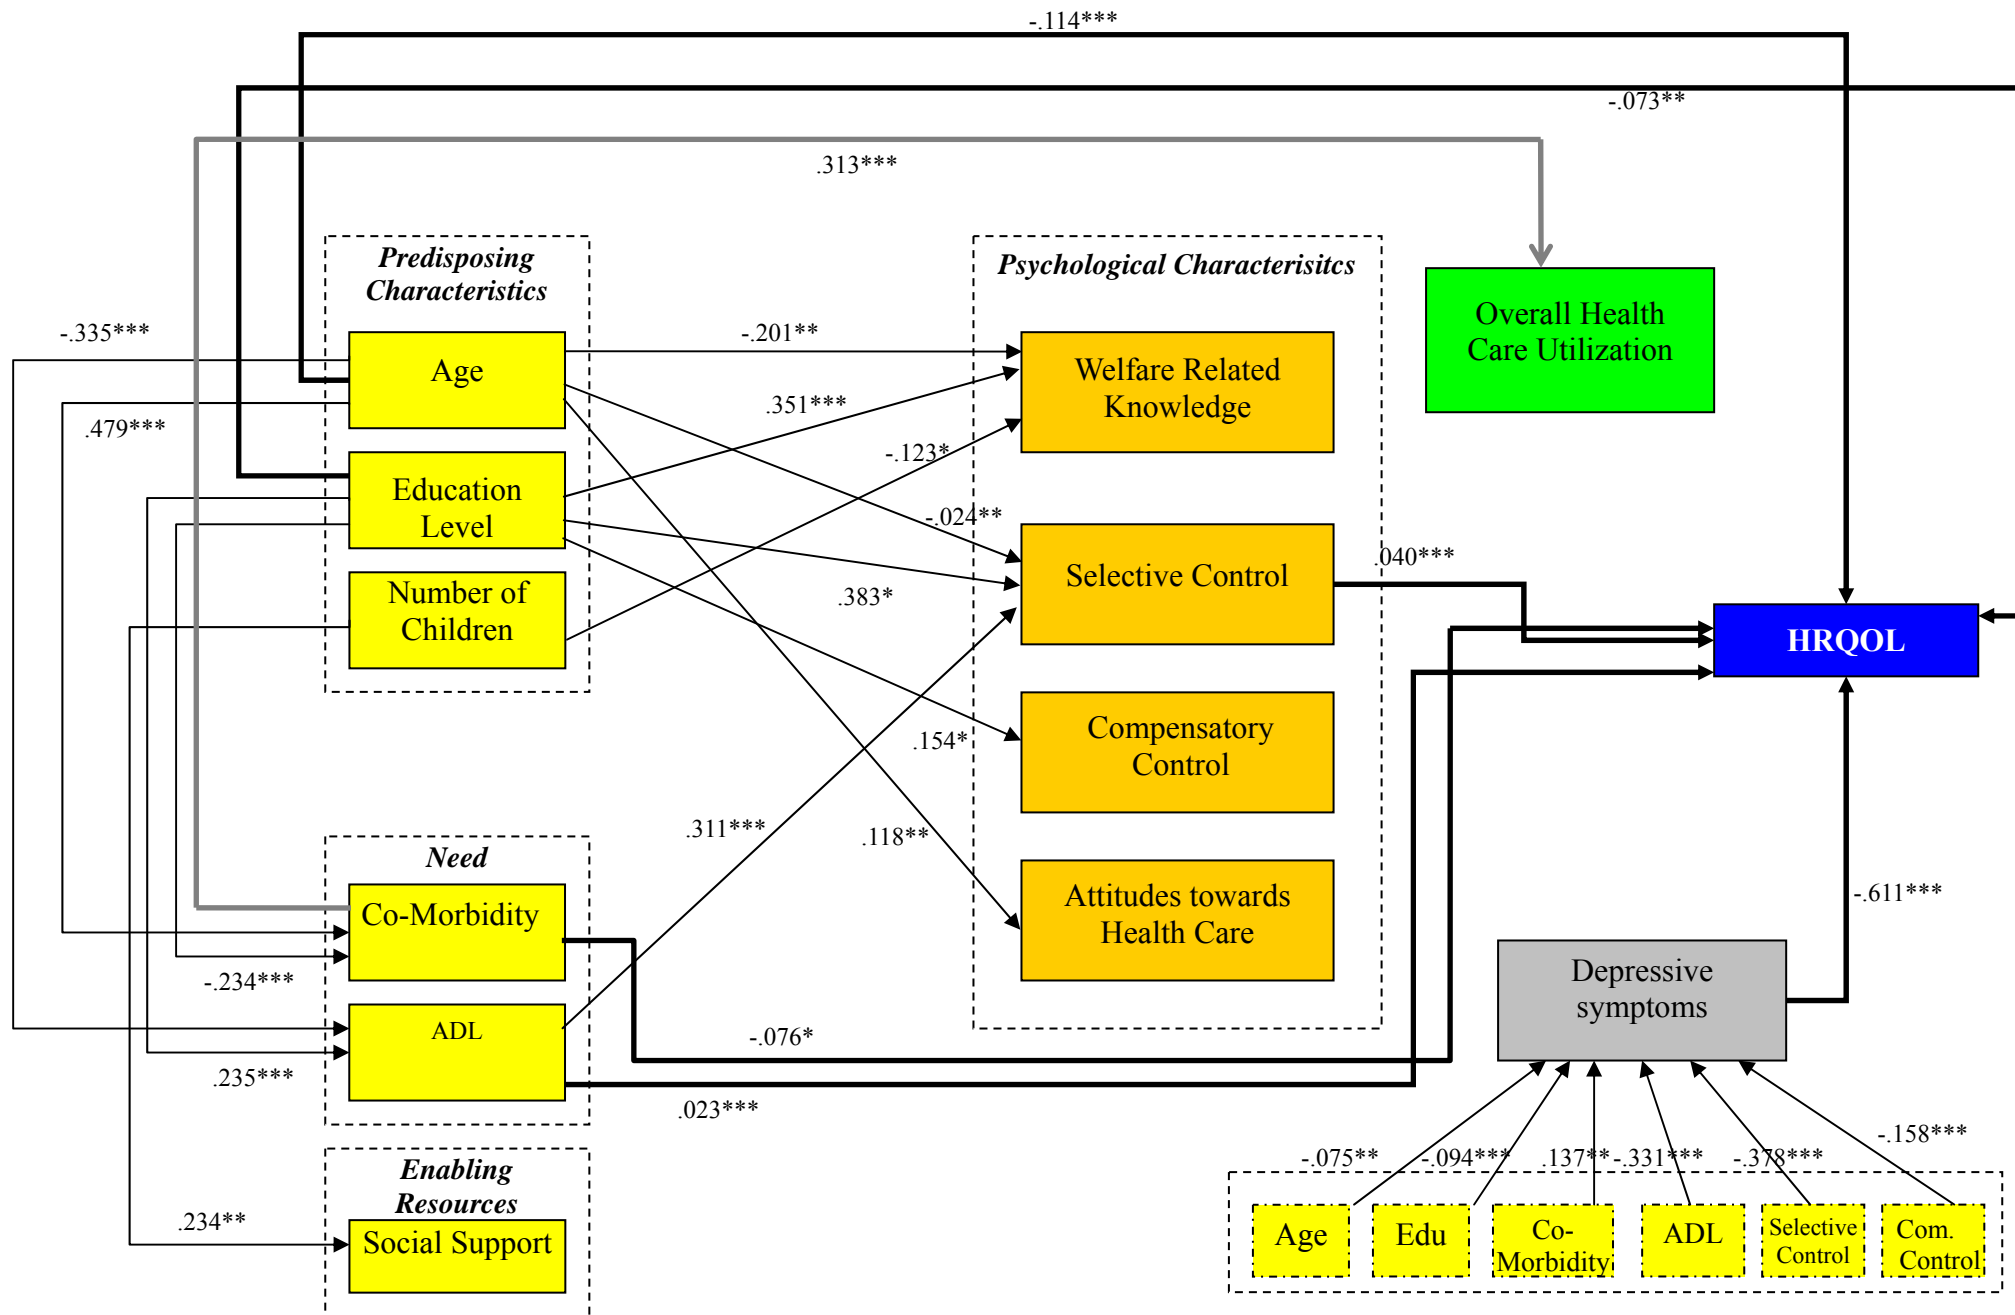 -.114***
-.073**
.313***
Predisposing
Characteristics
Psychological Characterisitcs
Overall Health
Care Utilization
-.335***
-.201**
Age
Welfare Related
Knowledge
.479***
.351***
-.123*
Education
Level
-.024**
.040***
Selective Control
Number of
Children
.383*
HRQOL
Compensatory
Control
.154*
.311***
.118**
Need
Co-Morbidity
Attitudes towards
Health Care
-.611***
-.234***
Depressive
symptoms
ADL
-.076*
.235***
.023***
-.158***
-.075**
-.094***
.137**
-.331***
-.378***
Enabling
Resources
.234**
Social Support
Age
Edu
Co-
Morbidity
ADL
Selective
Control
Com.
Control